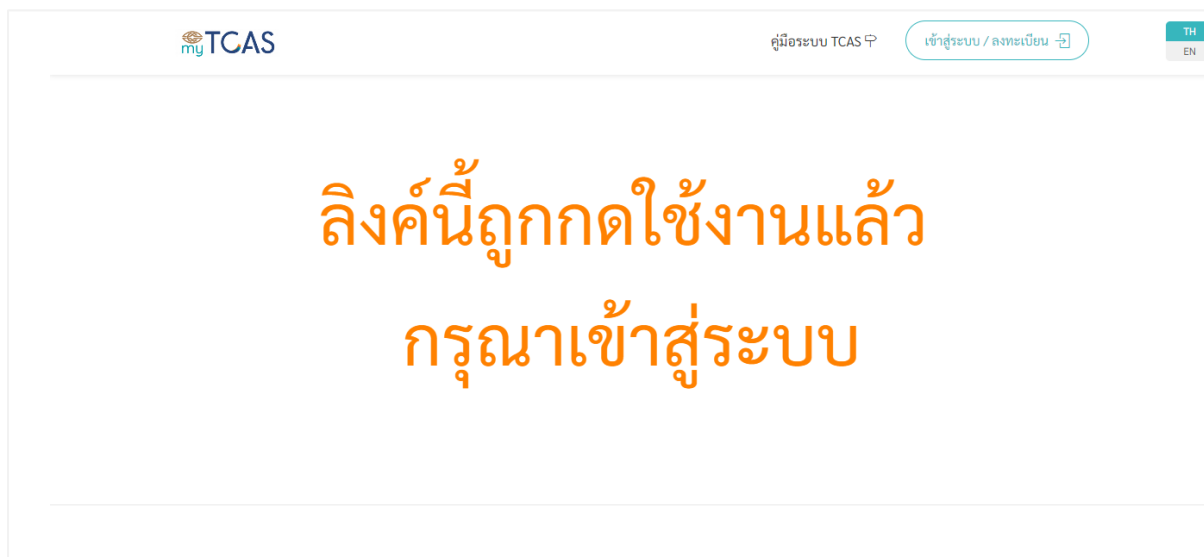 myTCAS
คู่มือระบบ TCAS
เข้าสู่ระบบ / ลงทะเบียน
TH
EN
ลิงค์นี้ถูกกดใช้งานแล้ว
กรุณาเข้าสู่ระบบ